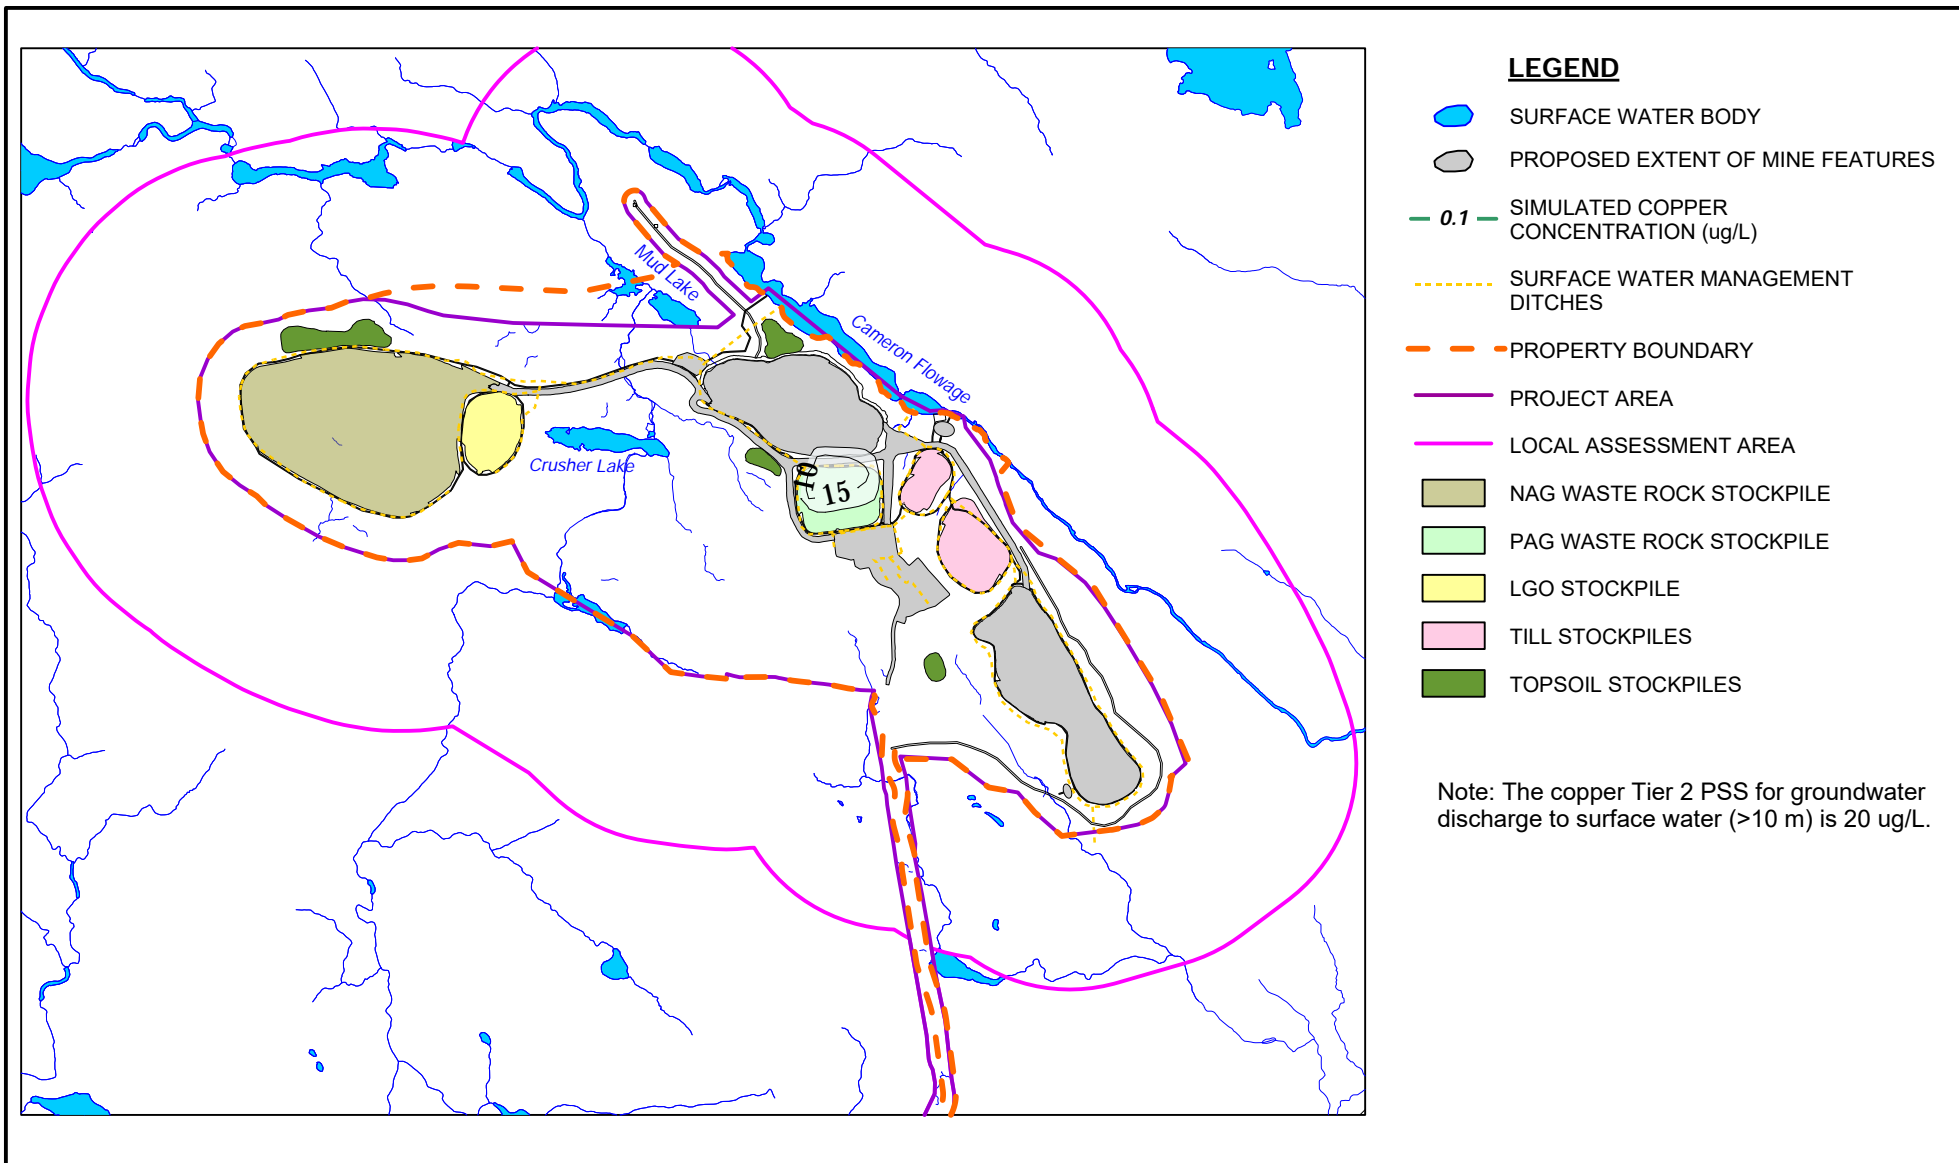 LEGEND
SURFACE WATER BODY
PROPOSED EXTENT OF MINE FEATURES
0.1
SIMULATED COPPER
CONCENTRATION (ug/L)
SURFACE WATER MANAGEMENT
DITCHES
PROPERTY BOUNDARY
PROJECT AREA
LOCAL ASSESSMENT AREA
NAG WASTE ROCK STOCKPILE
PAG WASTE ROCK STOCKPILE
LGO STOCKPILE
TILL STOCKPILES
TOPSOIL STOCKPILES
Note: The copper Tier 2 PSS for groundwater
discharge to surface water (>10 m) is 20 ug/L.
Mud Lake
Cameron Flowage
Crusher Lake
10
15